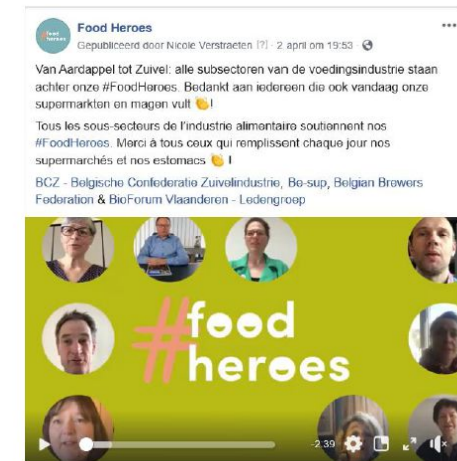 Food Heroes
Gepubliceerd door Nicole Verstraeten [?] · 2 april om 19:53 ·
Van Aardappel tot Zuivel: alle subsectoren van de voedingsindustrie staan
achter onze #FoodHeroes. Bedankt aan iedereen die ook vandaag onze
supermarkten en magen vult 👏!
Tous les sous-secteurs de l'industrie alimentaire soutiennent nos
#FoodHeroes. Merci à tous ceux qui remplissent chaque jour nos
supermarchés et nos estomacs 👏 !
BCZ - Belgische Confederatie Zuivelindustrie, Be-sup, Belgian Brewers
Federation & BioForum Vlaanderen - Ledengroep
#food
heroes
-2:39